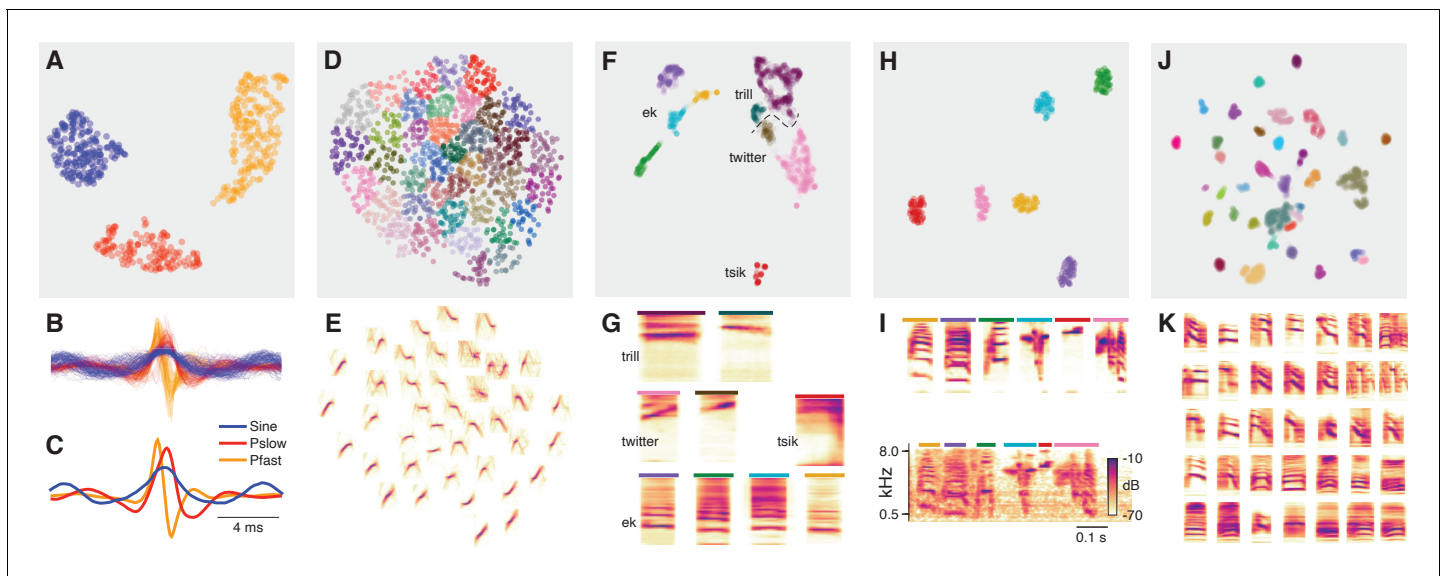 A
D
F
ek
trill
twitter
tsik
H
J
B
C
Sine
Pslow
Pfast
4 ms
E
G
trill
twitter
tsik
ek
I
8.0
kHz
0.5
-10
dB
-70
0.1 s
K